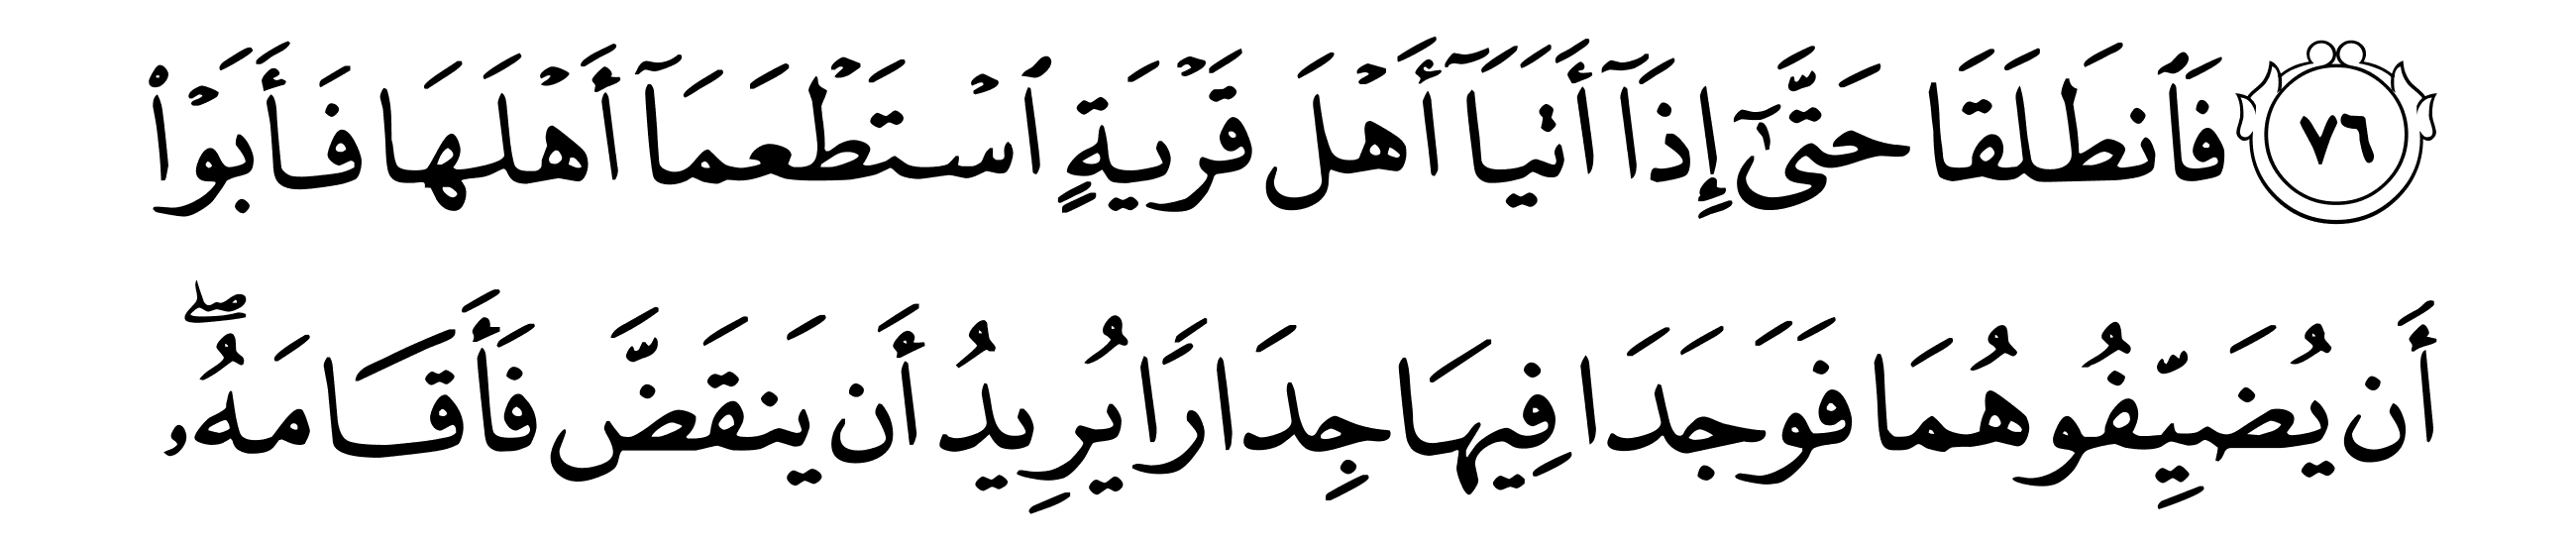 ٧٦ فَٱنطَلَقَا حَتَّىٰٓ إِذَآ أَتَيَآ أَهْلَ قَرْيَةٍ ٱسْتَطْعَمَآ أَهْلَهَا فَأَبَوْا۟
أَن يُضَيِّفُوهُمَا فَوَجَدَا فِيهَا جِدَارًا يُرِيدُ أَن يَنقَضَّ فَأَقَامَهُۥۖ